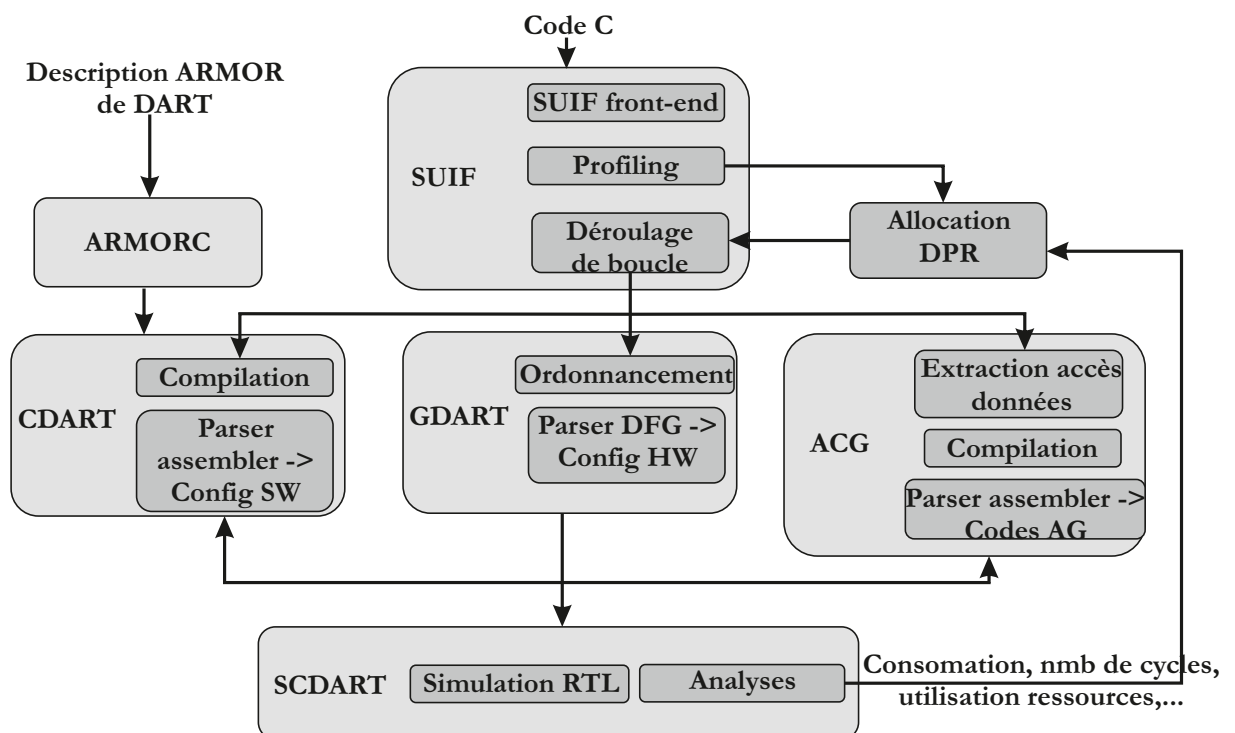 Code C
Description ARMOR
de DART
SUIF front-end
SUIF
Profiling
Déroulage
de boucle
Allocation
DPR
ARMORC
CDART
Compilation
Parser
assembler ->
Config SW
GDART
Ordonnancement
Parser DFG ->
Config HW
ACG
Extraction accès
données
Compilation
Parser assembler ->
Codes AG
SCDART
Simulation RTL
Analyses
Consomation, nmb de cycles,
utilisation ressources,...